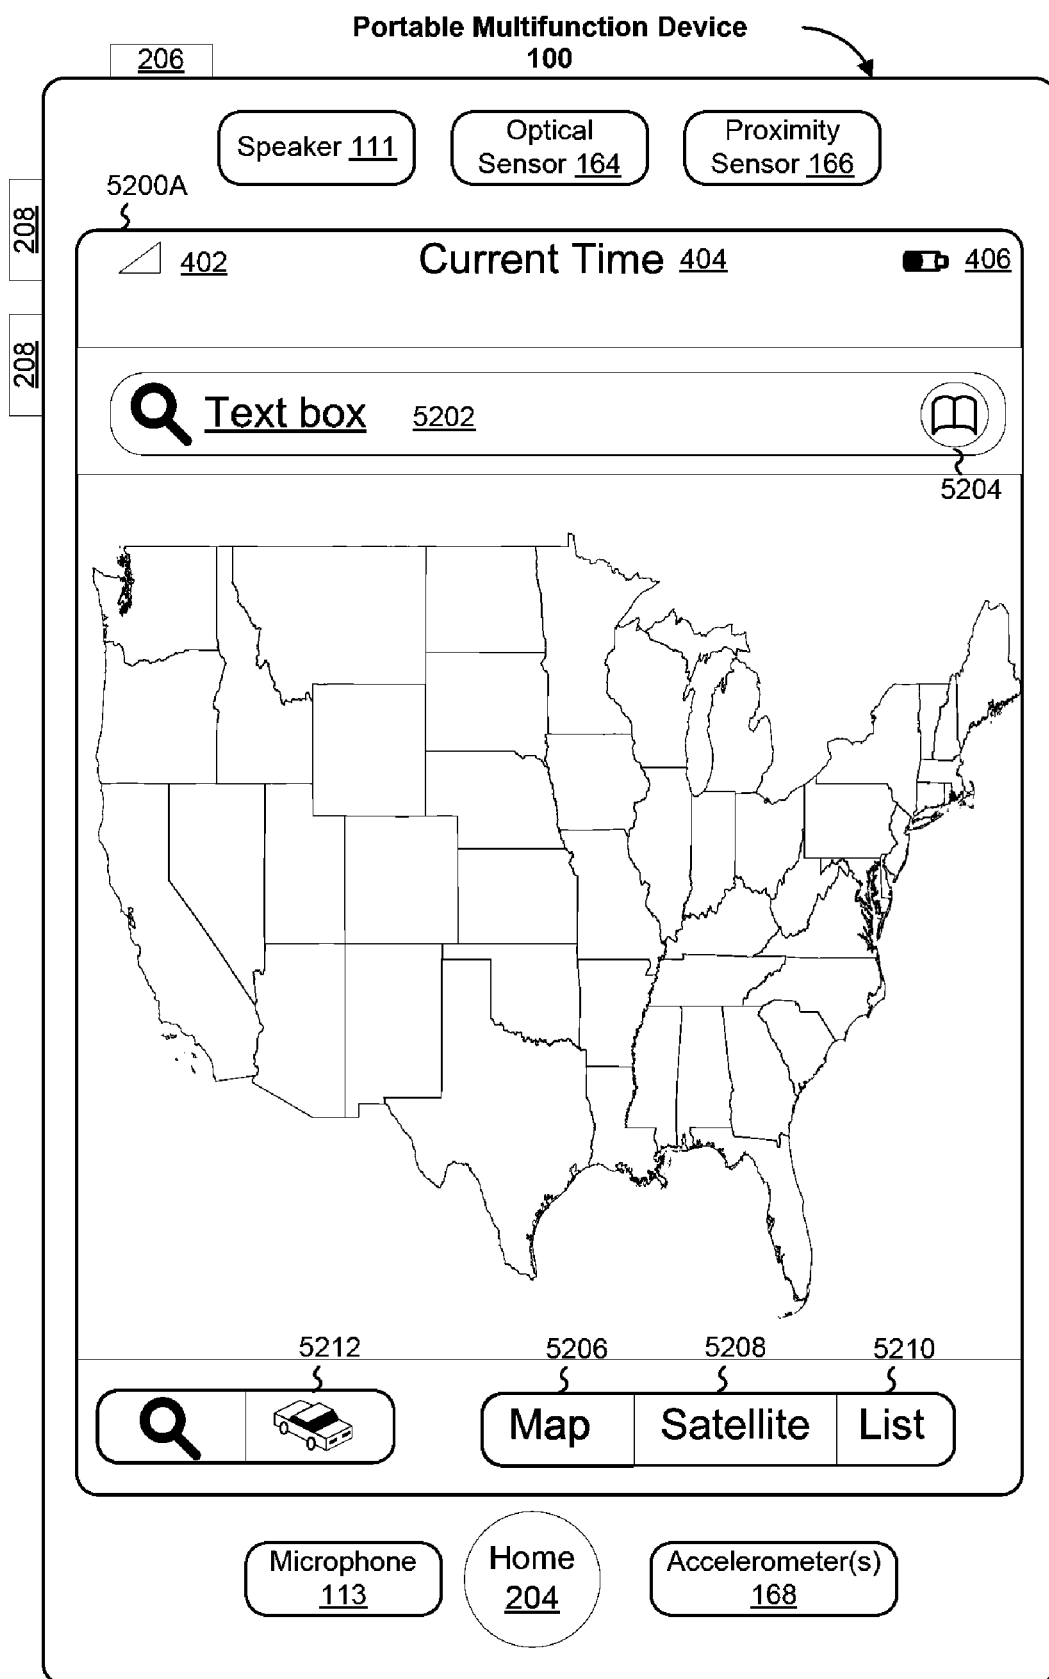 Portable Multifunction Device
100
206
Speaker 111
Optical
Sensor 164
Proximity
Sensor 166
5200A
208
402
Current Time 404
406
208
Text box 5202
5204
5212
5206
5208
5210
Map
Satellite
List
Microphone
113
Home
204
Accelerometer(s)
168